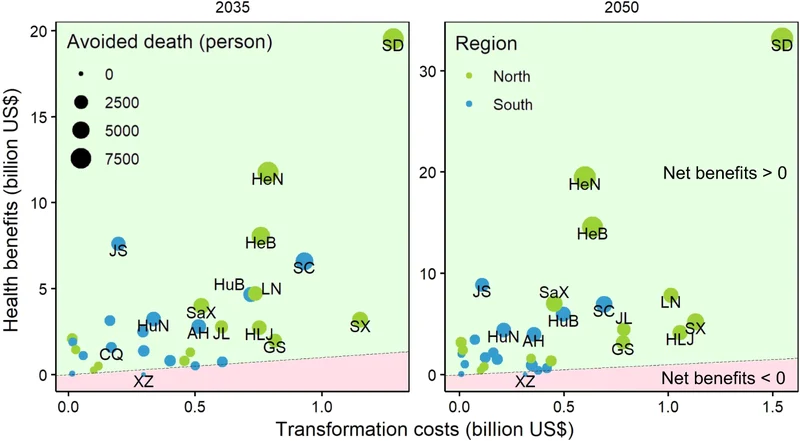 2035
2050
Health benefits (billion US$)
20
15
10
5
0
Avoided death (person)
0
2500
5000
7500
SD
HeN
HeB
JS
SC
HuB
LN
SaX
HuN
AH
JL
HLJ
SX
GS
CQ
XZ
0.0
0.5
1.0
30
20
10
0
Region
North
South
SD
Net benefits > 0
HeN
HeB
JS
SaX
SC
LN
HuB
JL
HuN
AH
SX
HLJ
GS
XZ
Net benefits < 0
0.0
0.5
1.0
1.5
Transformation costs (billion US$)